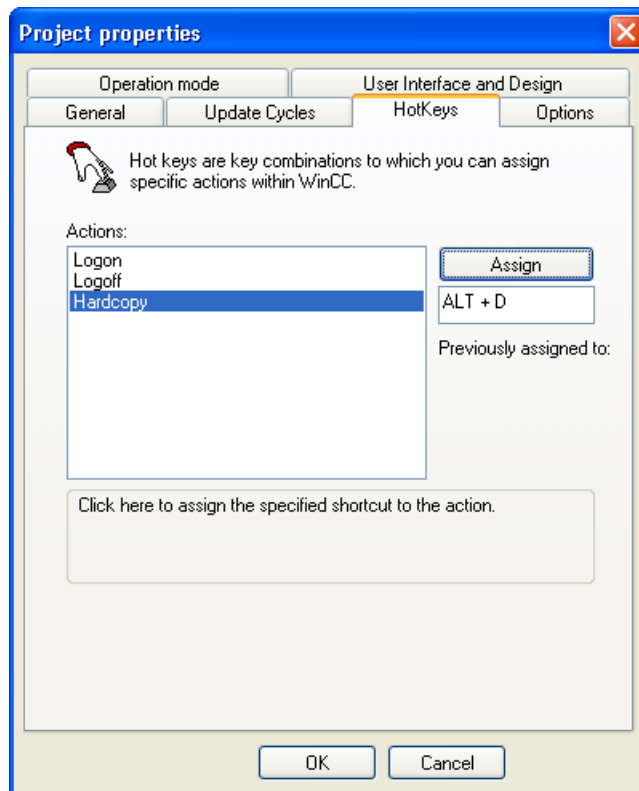 Project properties
Operation mode
User Interface and Design
General
Update Cycles
HotKeys
Options
Hot keys are key combinations to which you can assign
specific actions within WinCC.
Actions:
Logon
Logoff
Hardcopy
Assign
ALT + D
Previously assigned to:
Click here to assign the specified shortcut to the action.
OK
Cancel